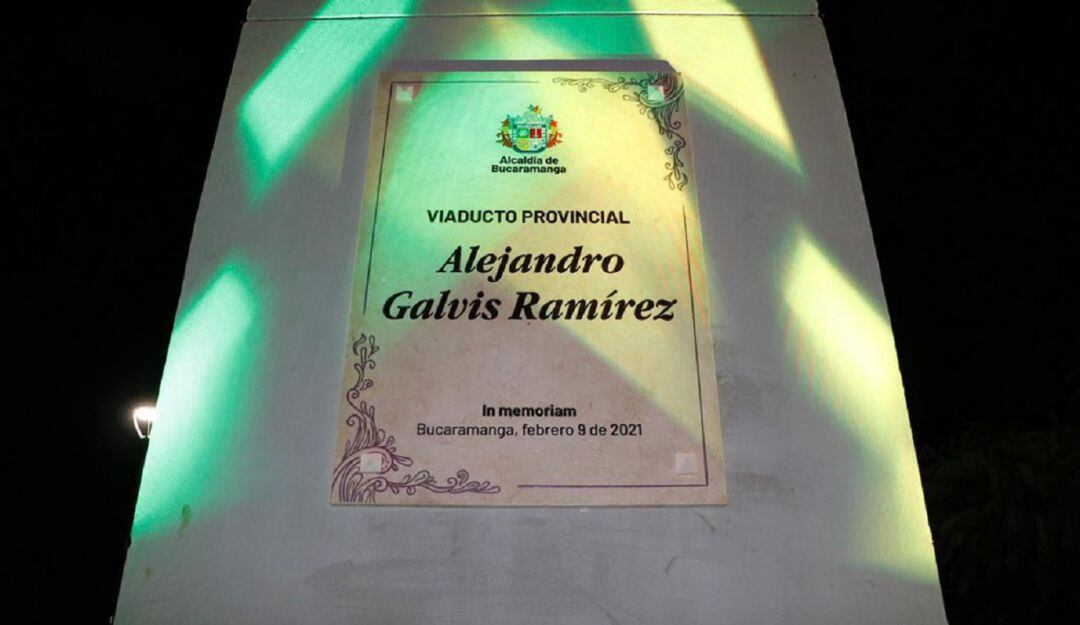 Alcaldía de
Bucaramanga
VIADUCTO PROVINCIAL
Alejandro
Galvis Ramírez
In memoriam
Bucaramanga, febrero 9 de 2021